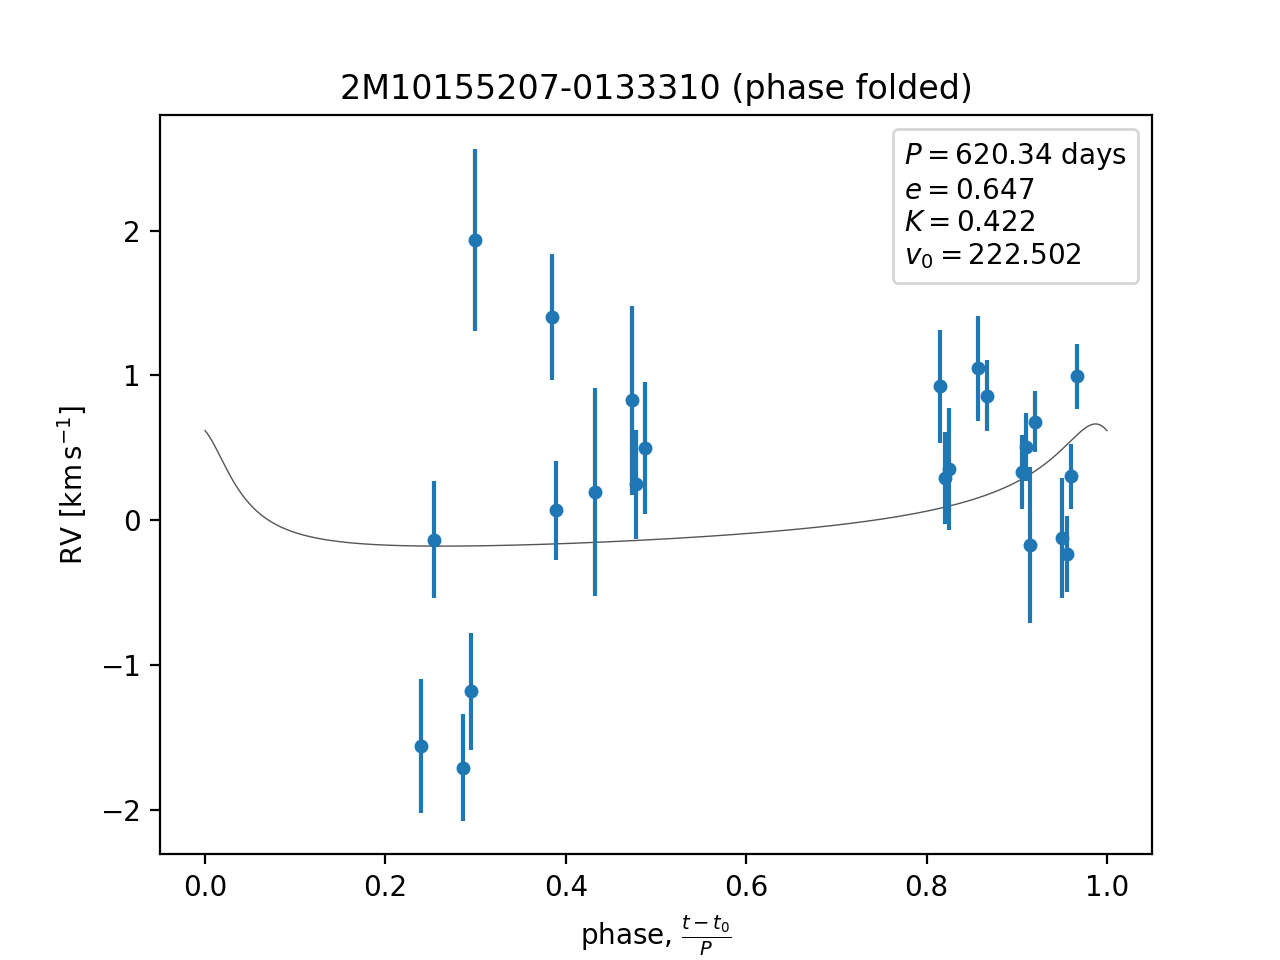 2M10155207-0133310 (phase folded)
P = 620.34 days
e = 0.647
K = 0.422
v₀ = 222.502
RV [km s⁻¹]
2
1
0
−1
−2
0.0 0.2 0.4 0.6 0.8 1.0
phase, (t − t₀)/P